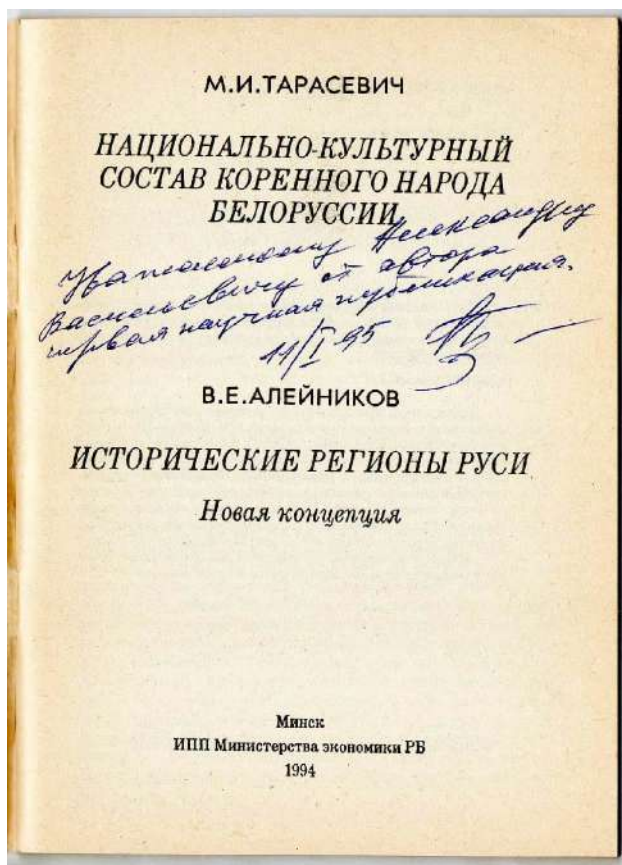 М.И.ТАРАСЕВИЧ
НАЦИОНАЛЬНО-КУЛЬТУРНЫЙ
СОСТАВ КОРЕННОГО НАРОДА
БЕЛОРУССИИ
Уважаемому Александру
Васильевичу от автора
первая научная публикация.
11/I 95
В.Е.АЛЕЙНИКОВ
ИСТОРИЧЕСКИЕ РЕГИОНЫ РУСИ
Новая концепция
Минск
ИПП Министерства экономики РБ
1994